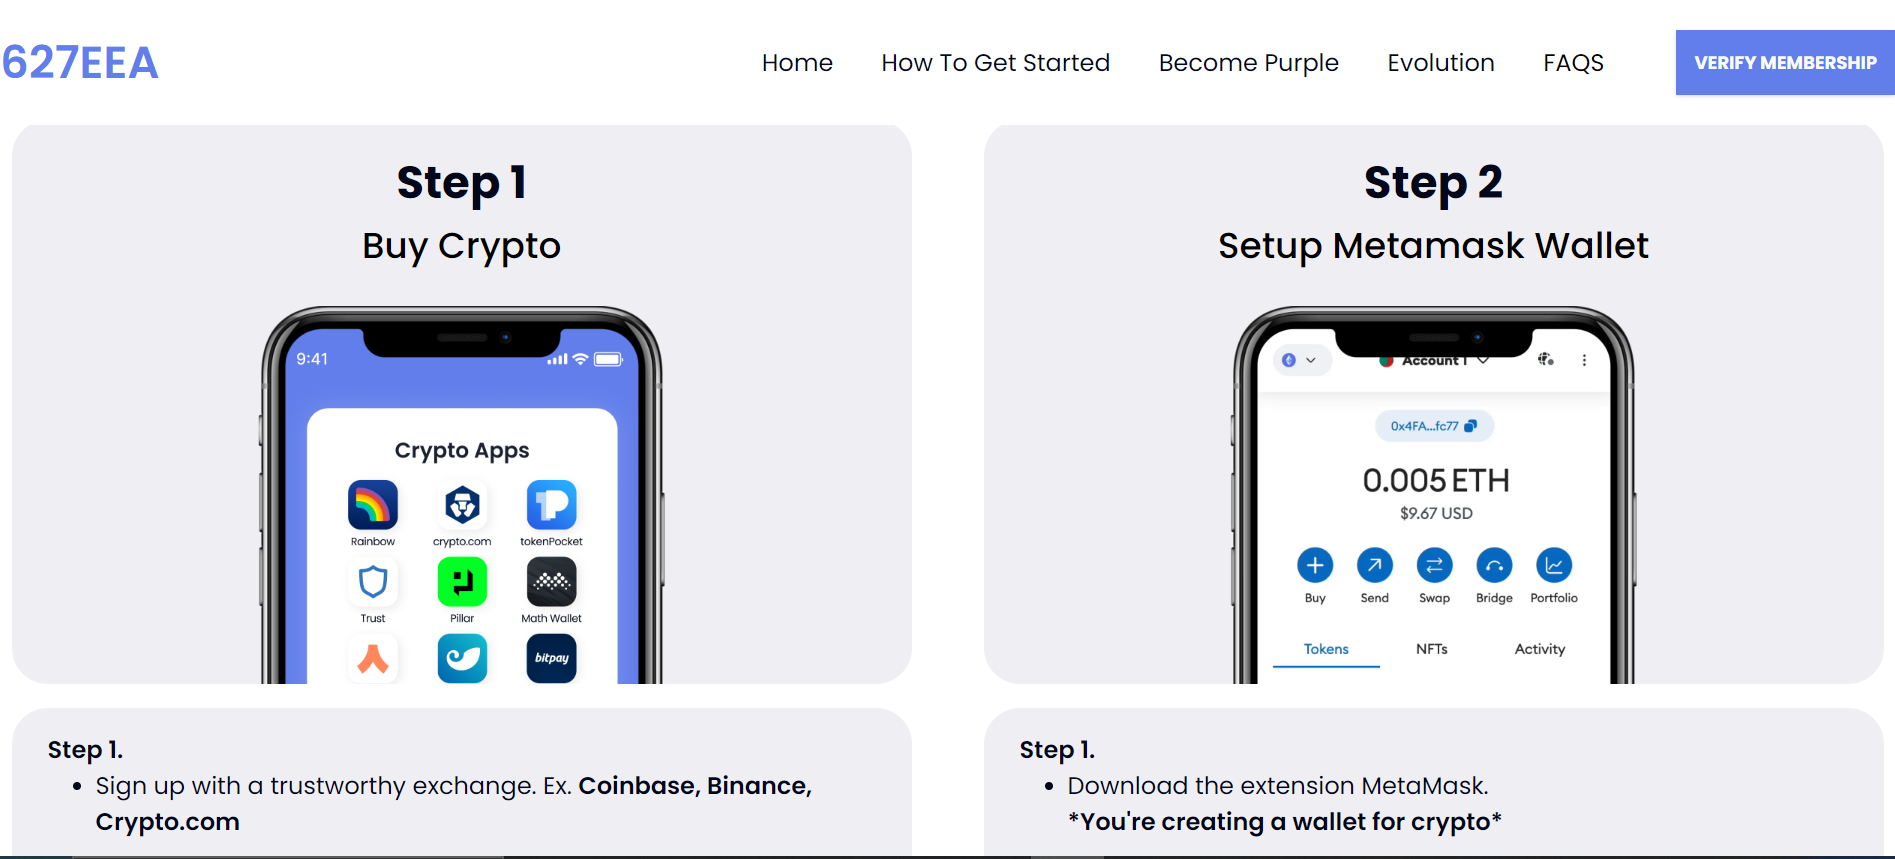 627EEA
Home
How To Get Started
Become Purple
Evolution
FAQS
VERIFY MEMBERSHIP
Step 1
Buy Crypto
9:41
Crypto Apps
Rainbow
crypto.com
tokenPocket
Trust
Pillar
Math Wallet
bitpay
Step 2
Setup Metamask Wallet
Account 1
0x4FA...fc77
0.005 ETH
$9.67 USD
Buy
Send
Swap
Bridge
Portfolio
Tokens
NFTs
Activity
Step 1.
• Sign up with a trustworthy exchange. Ex. Coinbase, Binance,
Crypto.com
Step 1.
• Download the extension MetaMask.
*You're creating a wallet for crypto*